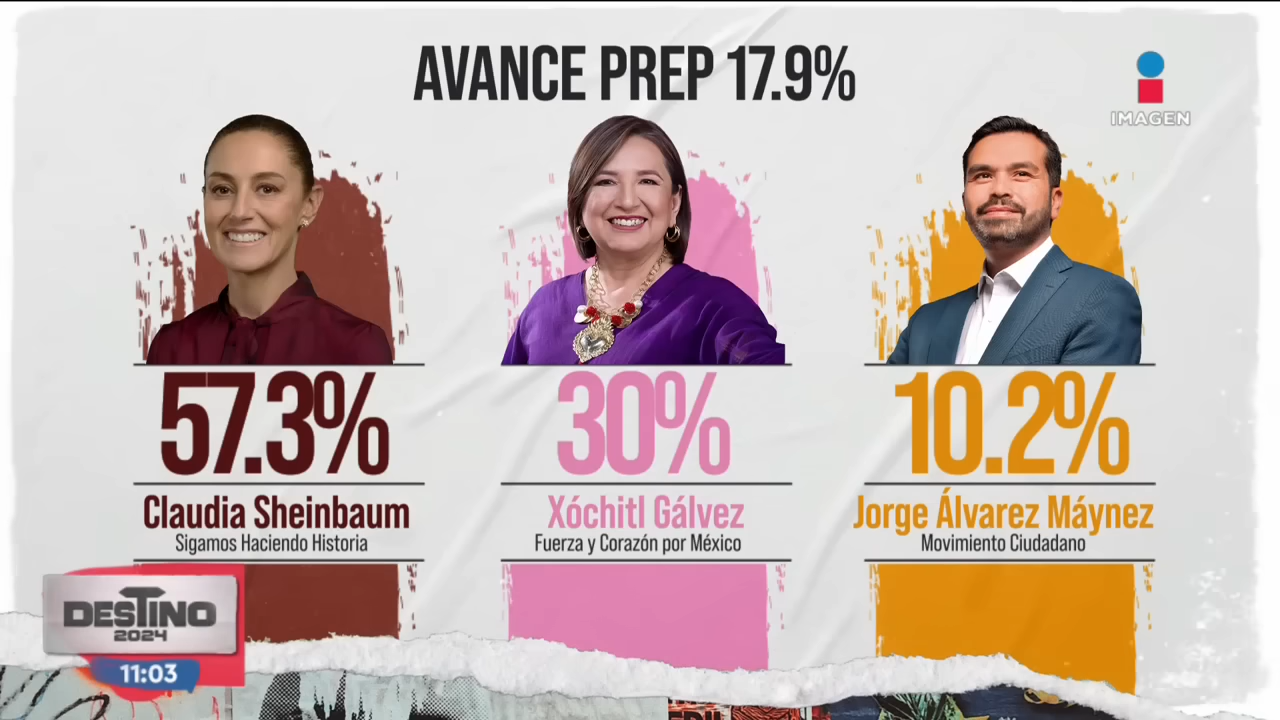 AVANCE PREP 17.9%
IMAGEN
57.3%
Claudia Sheinbaum
Sigamos Haciendo Historia
30%
Xóchitl Gálvez
Fuerza y Corazón por México
10.2%
Jorge Álvarez Máynez
Movimiento Ciudadano
DESTINO
2024
11:03